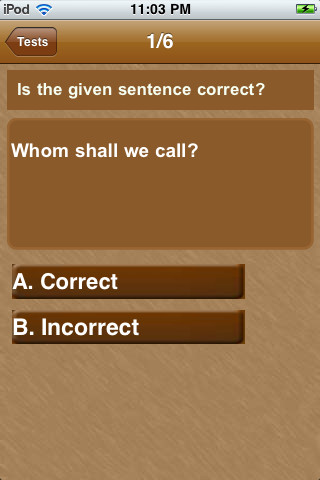 iPod 11:03 PM
Tests 1/6
Is the given sentence correct?
Whom shall we call?
A. Correct
B. Incorrect